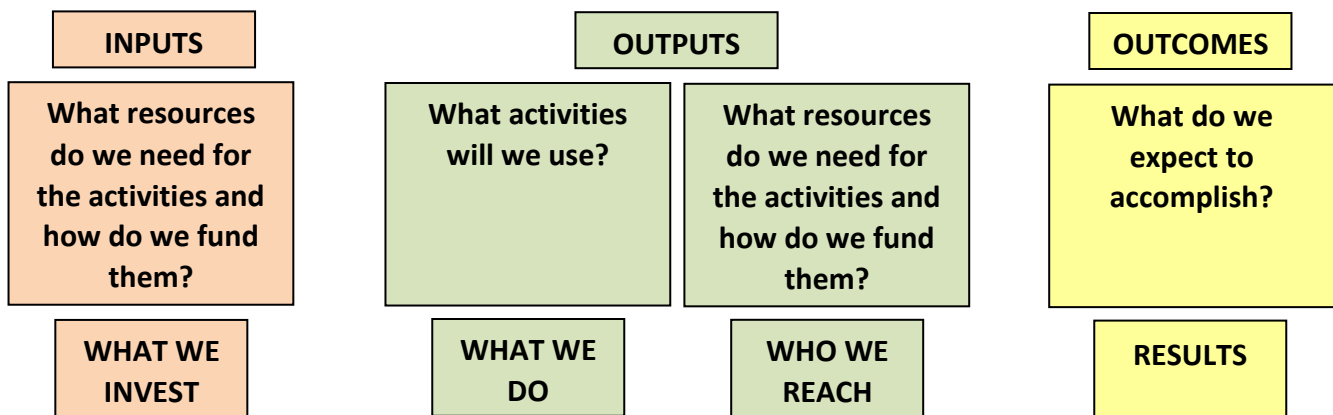 INPUTS
OUTPUTS
OUTCOMES
What resources
do we need for
the activities and
how do we fund
them?
What activities
will we use?
What resources
do we need for
the activities and
how do we fund
them?
What do we
expect to
accomplish?
WHAT WE
INVEST
WHAT WE
DO
WHO WE
REACH
RESULTS